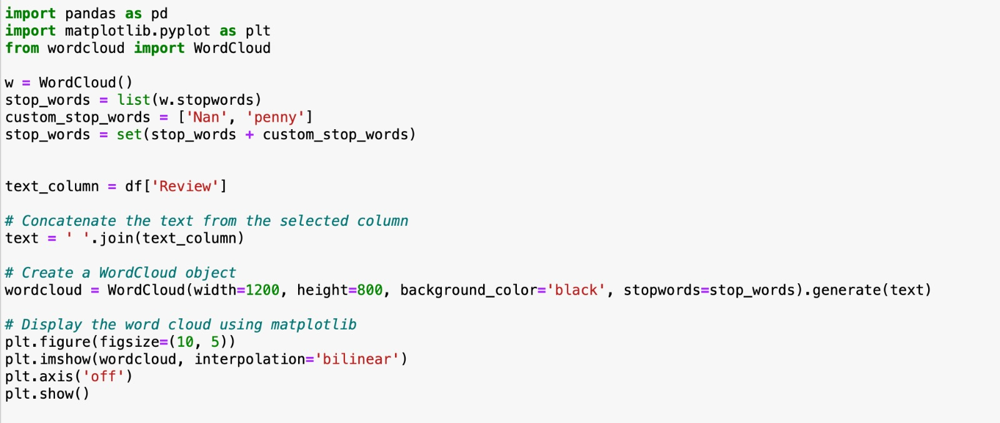 import pandas as pd
import matplotlib.pyplot as plt
from wordcloud import WordCloud
w = WordCloud()
stop_words = list(w.stopwords)
custom_stop_words = ['Nan', 'penny']
stop_words = set(stop_words + custom_stop_words)
text_column = df['Review']
# Concatenate the text from the selected column
text = ' '.join(text_column)
# Create a WordCloud object
wordcloud = WordCloud(width=1200, height=800, background_color='black', stopwords=stop_words).generate(text)
# Display the word cloud using matplotlib
plt.figure(figsize=(10, 5))
plt.imshow(wordcloud, interpolation='bilinear')
plt.axis('off')
plt.show()